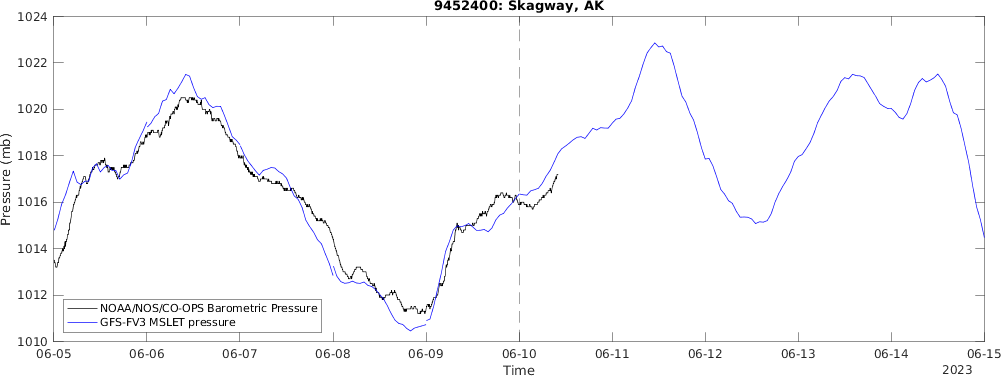 9452400: Skagway, AK
Pressure (mb)
1024
1022
1020
1018
1016
1014
1012
1010
NOAA/NOS/CO-OPS Barometric Pressure
GFS-FV3 MSLET pressure
06-05 06-06 06-07 06-08 06-09 06-10 06-11 06-12 06-13 06-14 06-15
Time
2023